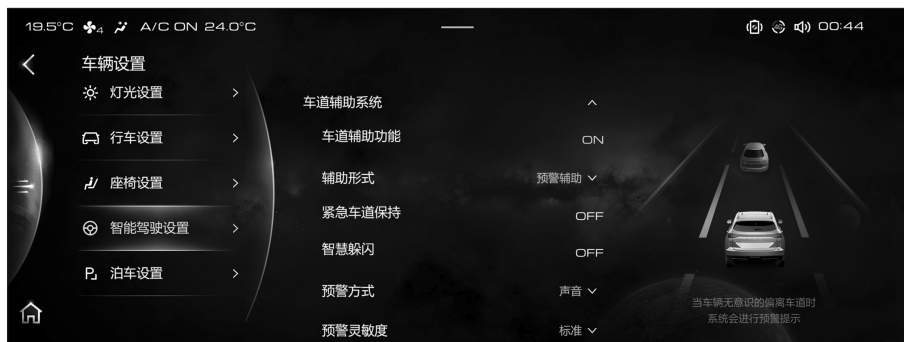 19.5°C 4 A/C ON 24.0°C
4G 00:44
车辆设置
灯光设置
行车设置
座椅设置
智能驾驶设置
P 泊车设置
车道辅助系统
车道辅助功能 ON
辅助形式 预警辅助
紧急车道保持 OFF
智慧躲闪 OFF
预警方式 声音
预警灵敏度 标准
当车辆无意识的偏离车道时
系统会进行预警提示